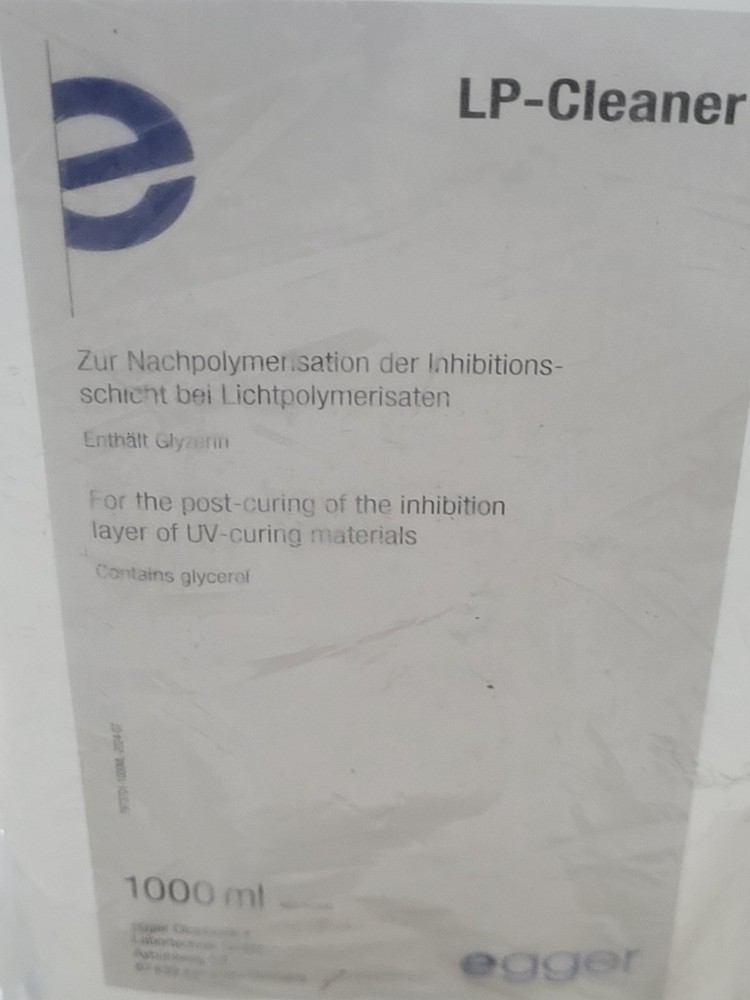 LP-Cleaner
Zur Nachpolymerisation der Inhibitions-
schicht bei Lichtpolymerisaten
Enthält Glyzerin
For the post-curing of the inhibition
layer of UV-curing materials
Contains glycerol
1000 ml
egger